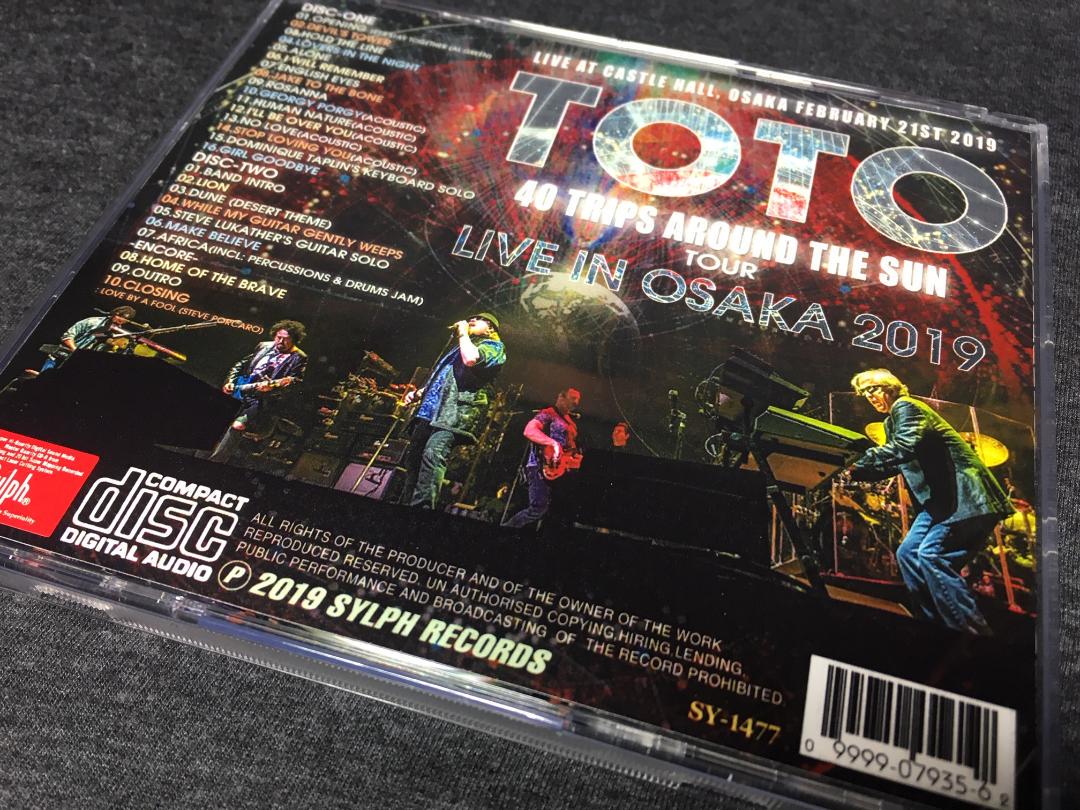 DISC-ONE
01.OPENING
02.DEVIL'S TOWER
03.HOLD THE LINE
04.LOVERS IN THE NIGHT
05.ALONE
06.I WILL REMEMBER
07.ENGLISH EYES
08.JAKE TO THE BONE
09.ROSANNA
10.GEORGY PORGY(ACOUSTIC)
11.HUMAN NATURE(ACOUSTIC)
12.I'LL BE OVER YOU(ACOUSTIC)
13.NO LOVE(ACOUSTIC)
14.STOP LOVING YOU(ACOUSTIC)
15.DOMINIQUE TAPLIN'S KEYBOARD SOLO
16.GIRL GOODBYE
DISC-TWO
01.BAND INTRO
02.LION
03.DUNE (DESERT THEME)
04.WHILE MY GUITAR GENTLY WEEPS
05.STEVE LUKATHER'S GUITAR SOLO
06.MAKE BELIEVE
07.AFRICA(INCL. PERCUSSIONS & DRUMS JAM)
-ENCORE-
08.HOME OF THE BRAVE
09.OUTRO
10.CLOSING
: LOVE BY A FOOL (STEVE PORCARO)
LIVE AT CASTLE HALL, OSAKA FEBRUARY 21ST 2019
TOTO
40 TRIPS AROUND THE SUN
TOUR
LIVE IN OSAKA 2019
COMPACT
disc
DIGITAL AUDIO
ALL RIGHTS OF THE PRODUCER AND OF THE OWNER OF THE WORK
REPRODUCED RESERVED. UN AUTHORISED COPYING,HIRING,LENDING,
PUBLIC PERFORMANCE AND BROADCASTING OF THE RECORD PROHIBITED.
Ⓟ 2019 SYLPH RECORDS
SY-1477
0 9999-07935-6